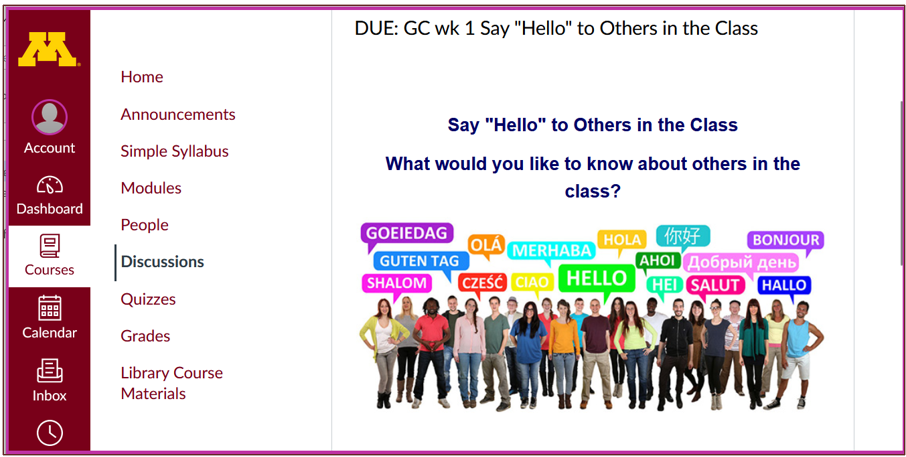 M
Account
Dashboard
Courses
Calendar
Inbox
Home
Announcements
Simple Syllabus
Modules
People
Discussions
Quizzes
Grades
Library Course
Materials
DUE: GC wk 1 Say "Hello" to Others in the Class
Say "Hello" to Others in the Class
What would you like to know about others in the
class?
GOEIEDAG
OLÁ
MERHABA
HOLA
你好
BONJOUR
GUTEN TAG
AHOJ
Добрый день
SHALOM
CZEŚĆ
CIAO
HELLO
HEI
SALUT
HALLO